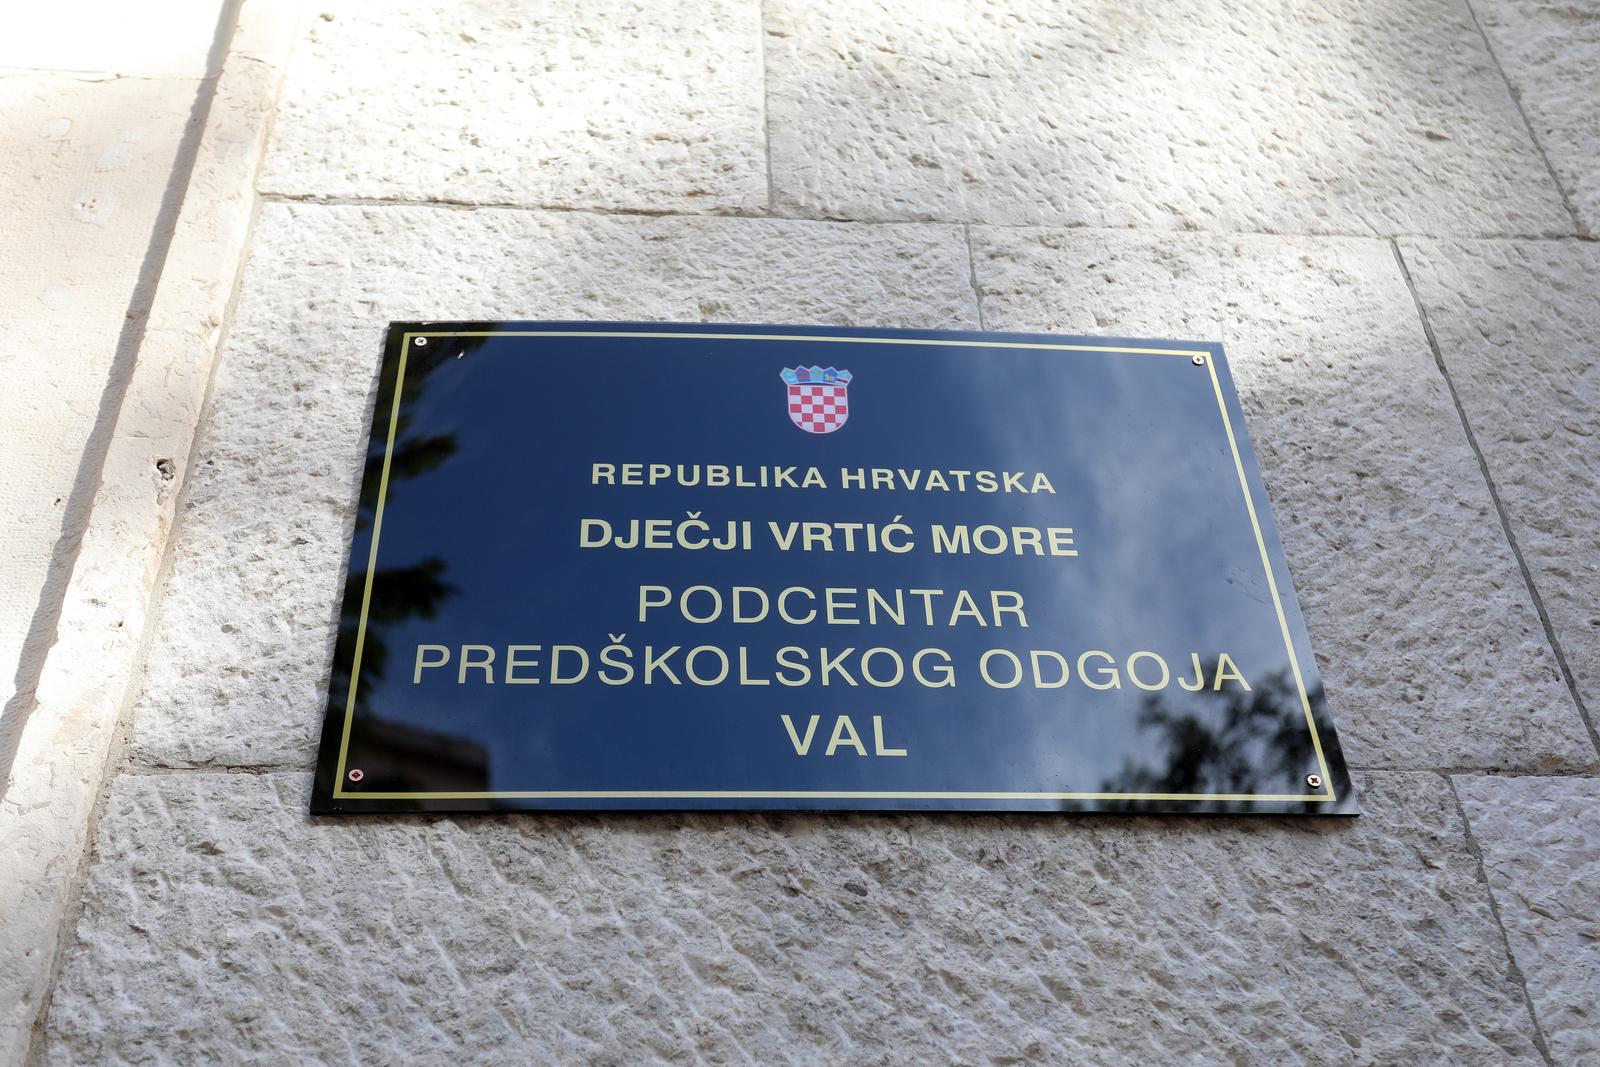 REPUBLIKA HRVATSKA
DJEČJI VRTIĆ MORE
PODCENTAR
PREDŠKOLSKOG ODGOJA
VAL